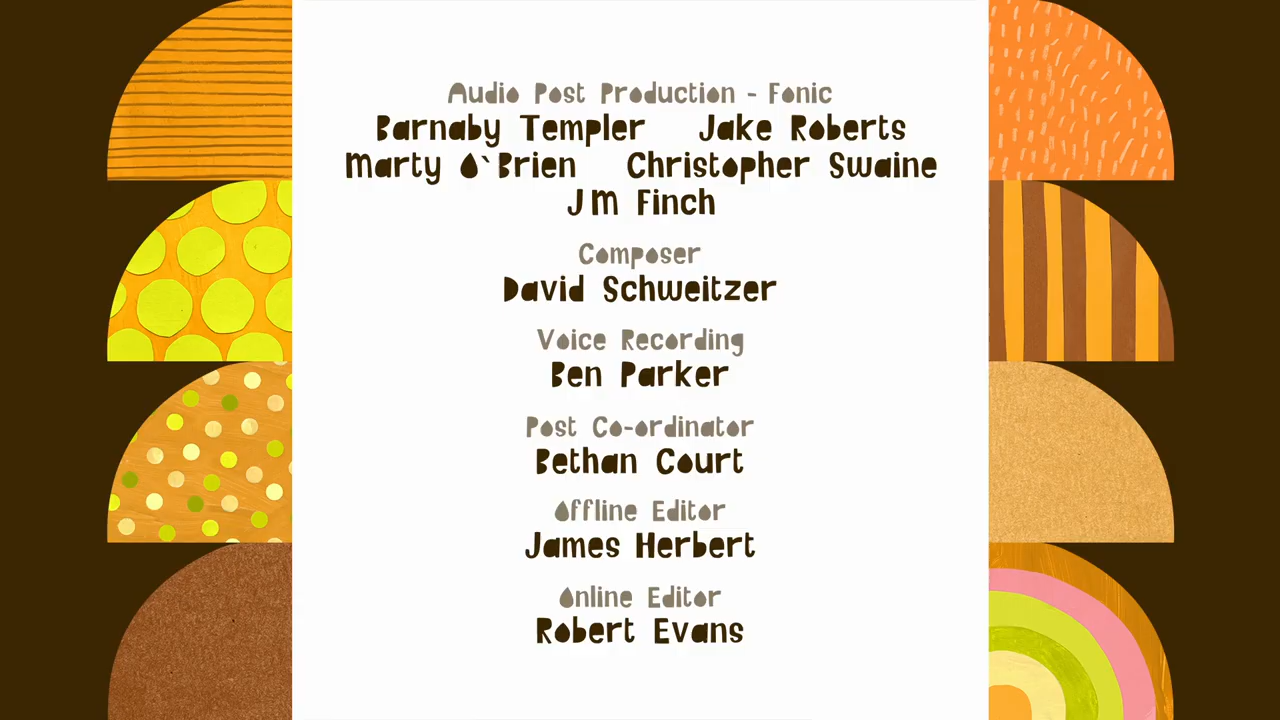 Audio Post Production - Fonic
Barnaby Templer Jake Roberts
Marty O`Brien Christopher Swaine
JM Finch
Composer
David Schweitzer
Voice Recording
Ben Parker
Post Co-ordinator
Bethan Court
Offline Editor
James Herbert
Online Editor
Robert Evans